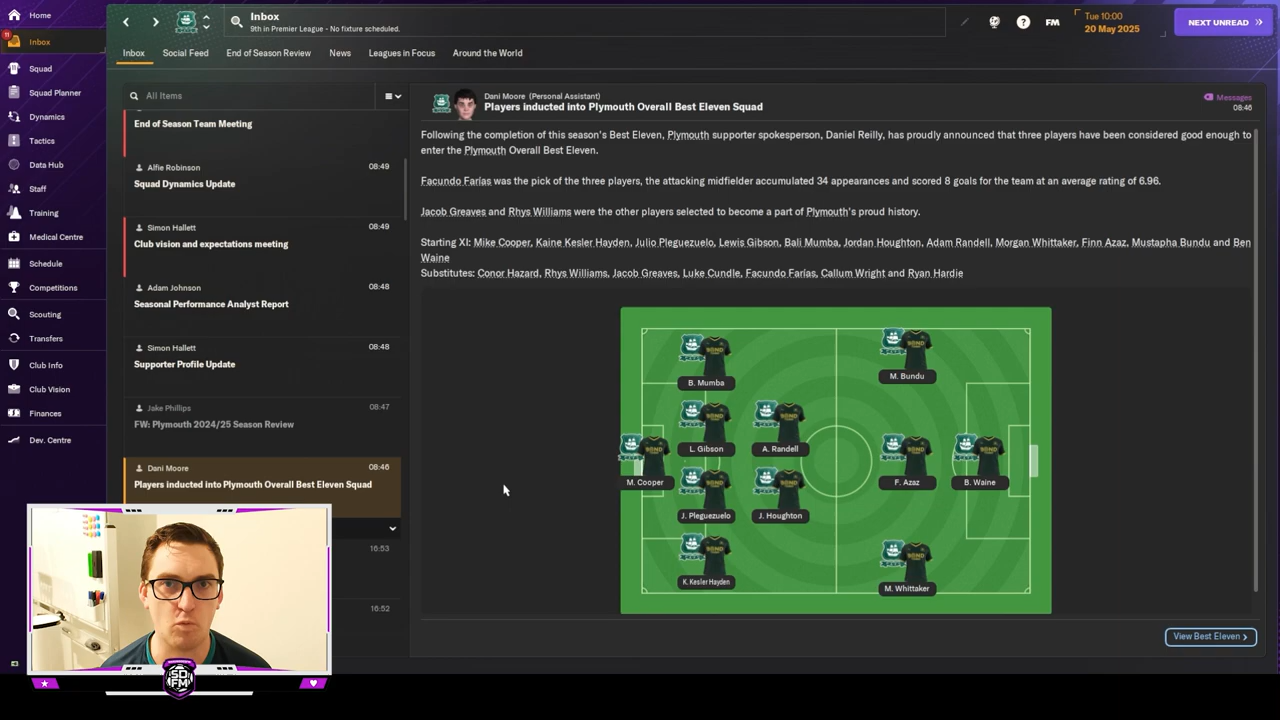 Home
11
Inbox
Squad
Squad Planner
Dynamics
Tactics
Data Hub
Staff
Training
Medical Centre
Schedule
Competitions
Scouting
Transfers
Club Info
Club Vision
Finances
Dev. Centre
Inbox
9th in Premier League - No fixture scheduled.
?
FM
Tue 10:00
20 May 2025
NEXT UNREAD
Inbox
Social Feed
End of Season Review
News
Leagues in Focus
Around the World
All Items
End of Season Team Meeting
Alfie Robinson 08:49
Squad Dynamics Update
Simon Hallett 08:49
Club vision and expectations meeting
Adam Johnson 08:48
Seasonal Performance Analyst Report
Simon Hallett 08:48
Supporter Profile Update
Jake Phillips 08:47
FW: Plymouth 2024/25 Season Review
Dani Moore 08:46
Players inducted into Plymouth Overall Best Eleven Squad
16:53
16:52
Dani Moore (Personal Assistant)
Players inducted into Plymouth Overall Best Eleven Squad
Messages
08:46
Following the completion of this season's Best Eleven, Plymouth supporter spokesperson, Daniel Reilly, has proudly announced that three players have been considered good enough to
enter the Plymouth Overall Best Eleven.
Facundo Farías was the pick of the three players, the attacking midfielder accumulated 34 appearances and scored 8 goals for the team at an average rating of 6.96.
Jacob Greaves and Rhys Williams were the other players selected to become a part of Plymouth's proud history.
Starting XI: Mike Cooper, Kaine Kesler Hayden, Julio Pleguezuelo, Lewis Gibson, Bali Mumba, Jordan Houghton, Adam Randell, Morgan Whittaker, Finn Azaz, Mustapha Bundu and Ben
Waine
Substitutes: Conor Hazard, Rhys Williams, Jacob Greaves, Luke Cundle, Facundo Farías, Callum Wright and Ryan Hardie
B. Mumba
M. Bundu
L. Gibson
A. Randell
M. Cooper
F. Azaz
B. Waine
J. Pleguezuelo
J. Houghton
K. Kesler Hayden
M. Whittaker
View Best Eleven
SD
FM